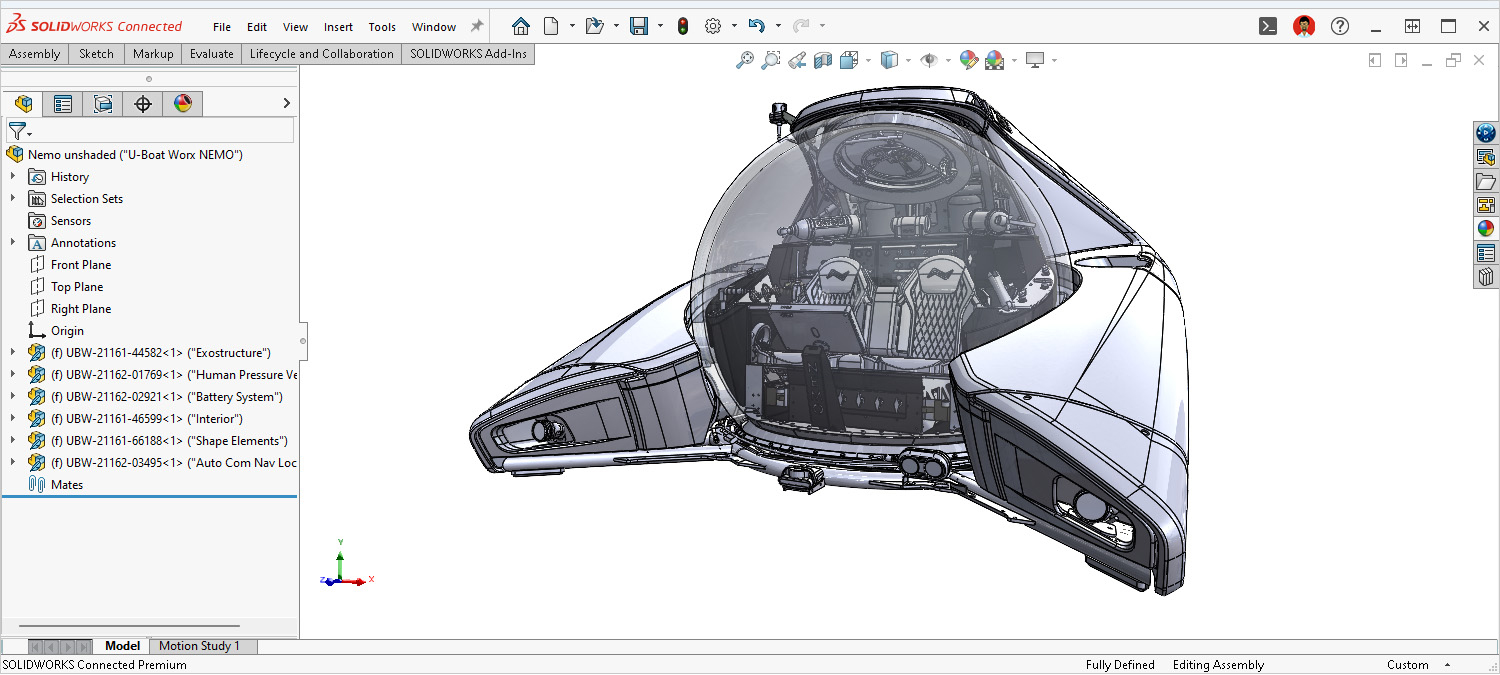 SOLIDWORKS Connected
File Edit View Insert Tools Window
Assembly Sketch Markup Evaluate Lifecycle and Collaboration SOLIDWORKS Add-Ins
Nemo unshaded ("U-Boat Worx NEMO")
History
Selection Sets
Sensors
Annotations
Front Plane
Top Plane
Right Plane
Origin
(f) UBW-21161-44582<1> ("Exostructure")
(f) UBW-21162-01769<1> ("Human Pressure Ve
(f) UBW-21162-02921<1> ("Battery System")
(f) UBW-21161-46599<1> ("Interior")
(f) UBW-21161-66188<1> ("Shape Elements")
(f) UBW-21162-03495<1> ("Auto Com Nav Loc
Mates
Y
Z
X
Model Motion Study 1
SOLIDWORKS Connected Premium Fully Defined Editing Assembly Custom